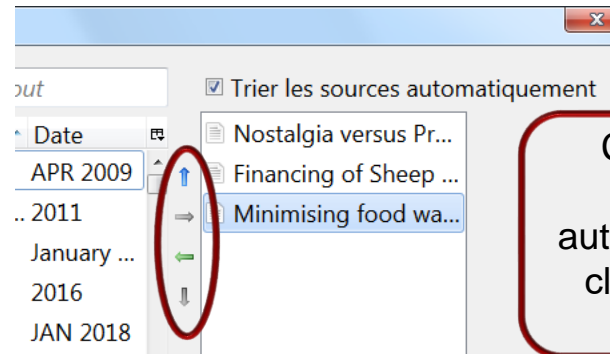 out
Trier les sources automatiquement
Date
APR 2009
.. 2011
January ...
2016
JAN 2018
Nostalgia versus Pr...
Financing of Sheep ...
Minimising food wa...
aut
cl